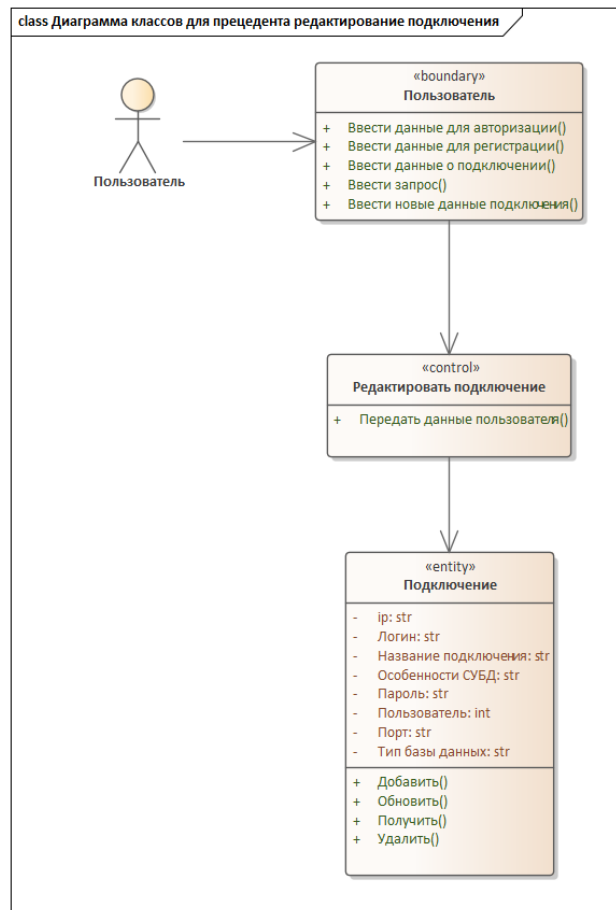 class Диаграмма классов для прецедента редактирование подключения
Пользователь
«boundary»
Пользователь
+ Ввести данные для авторизации()
+ Ввести данные для регистрации()
+ Ввести данные о подключении()
+ Ввести запрос()
+ Ввести новые данные подключения()
«control»
Редактировать подключение
+ Передать данные пользователя()
«entity»
Подключение
- ip: str
- Логин: str
- Название подключения: str
- Особенности СУБД: str
- Пароль: str
- Пользователь: int
- Порт: str
- Тип базы данных: str
+ Добавить()
+ Обновить()
+ Получить()
+ Удалить()